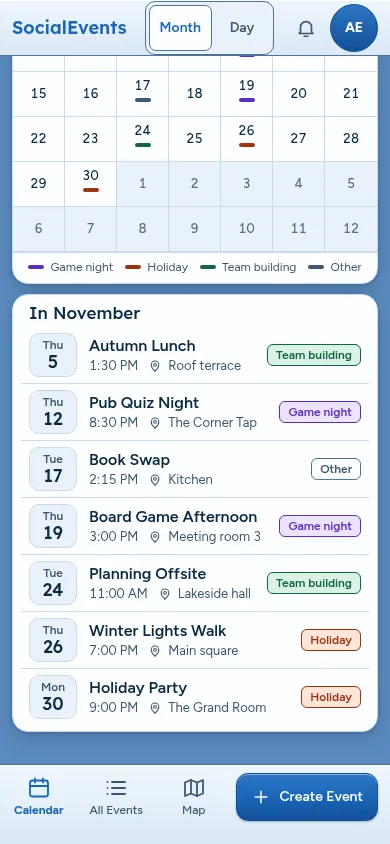 SocialEvents Month Day AE
15 16 17 18 19 20 21
22 23 24 25 26 27 28
29 30 1 2 3 4 5
6 7 8 9 10 11 12
Game night Holiday Team building Other
In November
Thu
5
Autumn Lunch
1:30 PM Roof terrace
Team building
Thu
12
Pub Quiz Night
8:30 PM The Corner Tap
Game night
Tue
17
Book Swap
2:15 PM Kitchen
Other
Thu
19
Board Game Afternoon
3:00 PM Meeting room 3
Game night
Tue
24
Planning Offsite
11:00 AM Lakeside hall
Team building
Thu
26
Winter Lights Walk
7:00 PM Main square
Holiday
Mon
30
Holiday Party
9:00 PM The Grand Room
Holiday
Calendar All Events Map Create Event